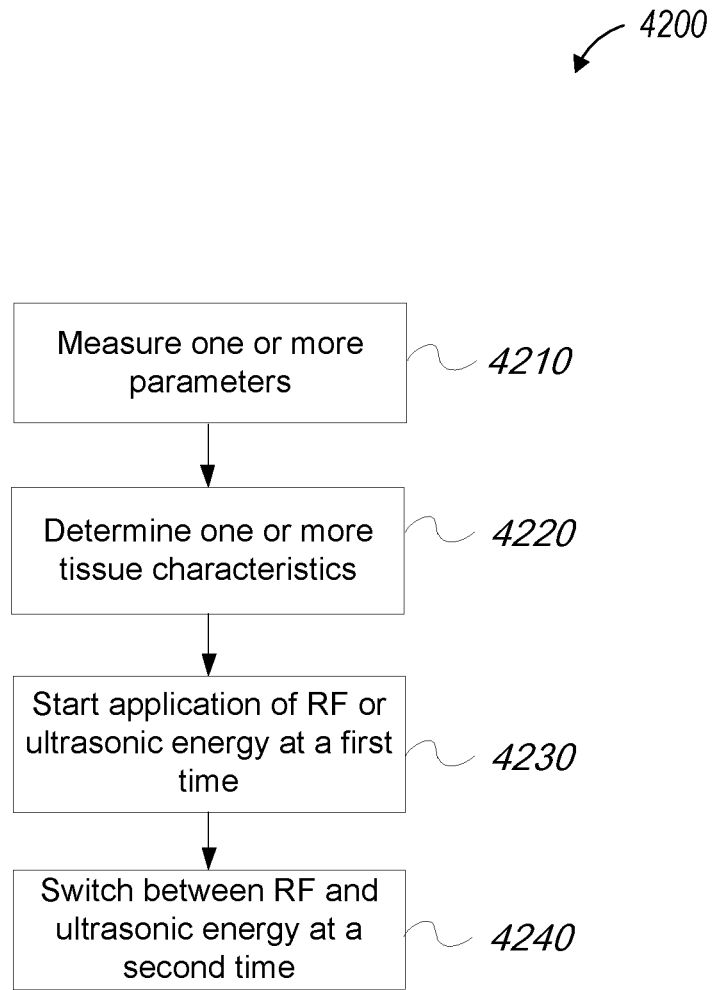 4200
Measure one or more
parameters
4210
Determine one or more
tissue characteristics
4220
Start application of RF or
ultrasonic energy at a first
time
4230
Switch between RF and
ultrasonic energy at a
second time
4240